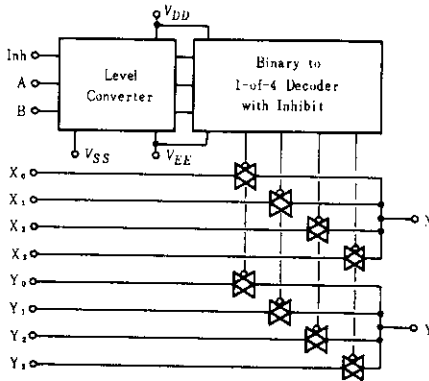 V_DD
Inh
A
B
Level
Converter
Binary to
1-of-4 Decoder
with Inhibit
V_SS
V_EE
X₀
X₁
X₂
X₃
X
Y₀
Y₁
Y₂
Y₃
Y